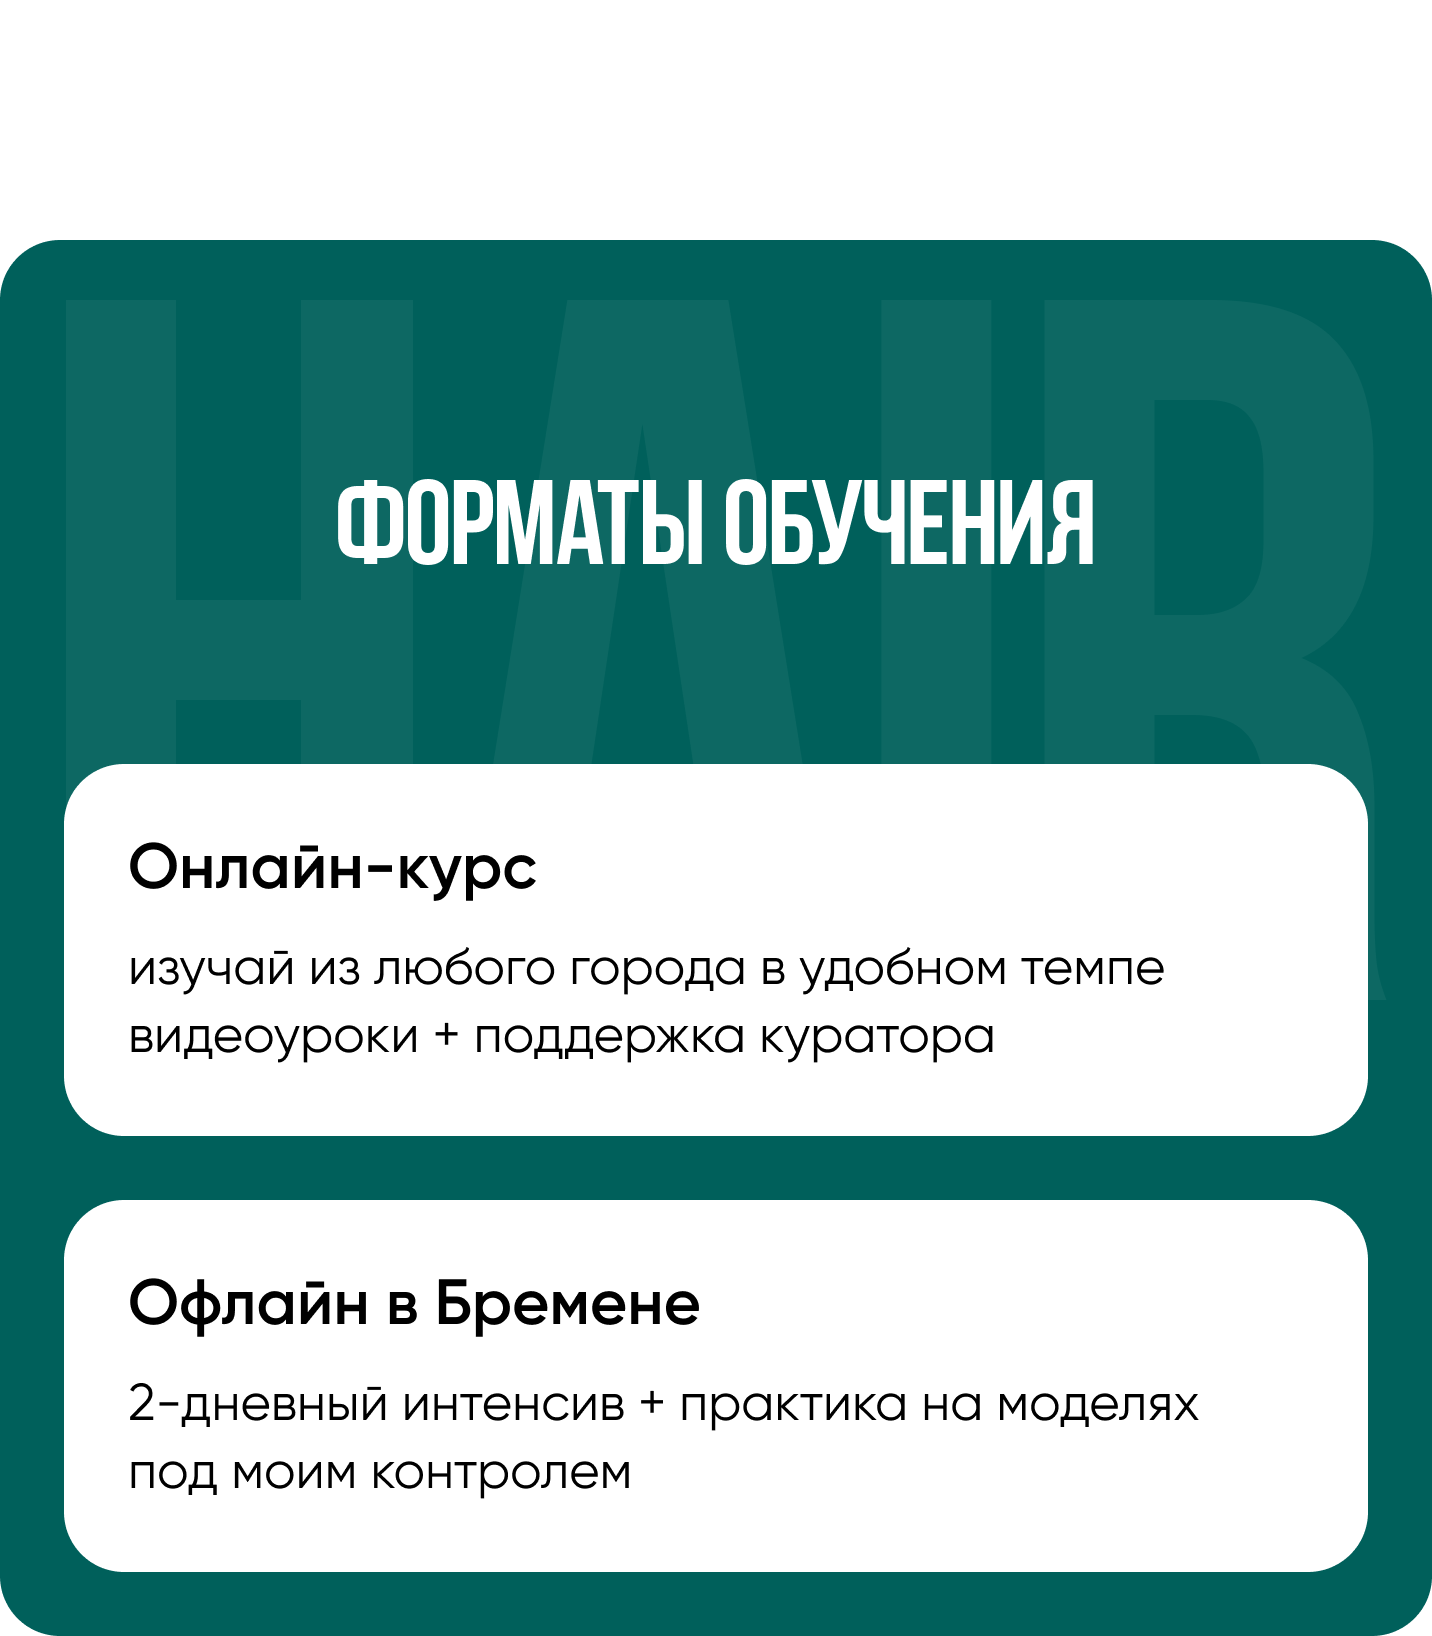 HAIR
ФОРМАТЫ ОБУЧЕНИЯ
Онлайн-курс
изучай из любого города в удобном темпе
видеоуроки + поддержка куратора
Офлайн в Бремене
2-дневный интенсив + практика на моделях
под моим контролем